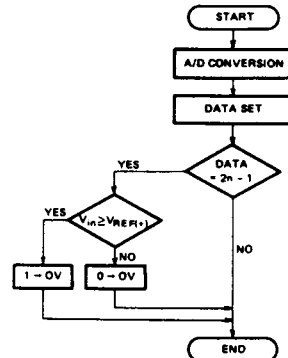 START
A/D CONVERSION
DATA SET
DATA
= 2n - 1
YES
Vin≥VREF(+)
YES
NO
NO
1 → OV
0 → OV
END